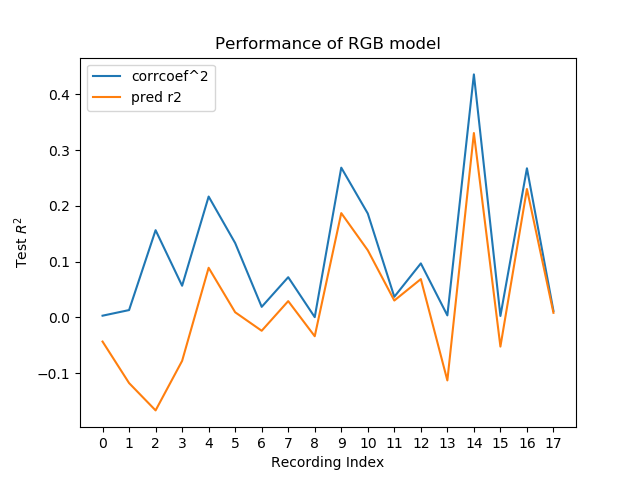 Performance of RGB model
corrcoef^2
pred r2
0.4
0.3
0.2
0.1
0.0
−0.1
Test R²
0 1 2 3 4 5 6 7 8 9 10 11 12 13 14 15 16 17
Recording Index